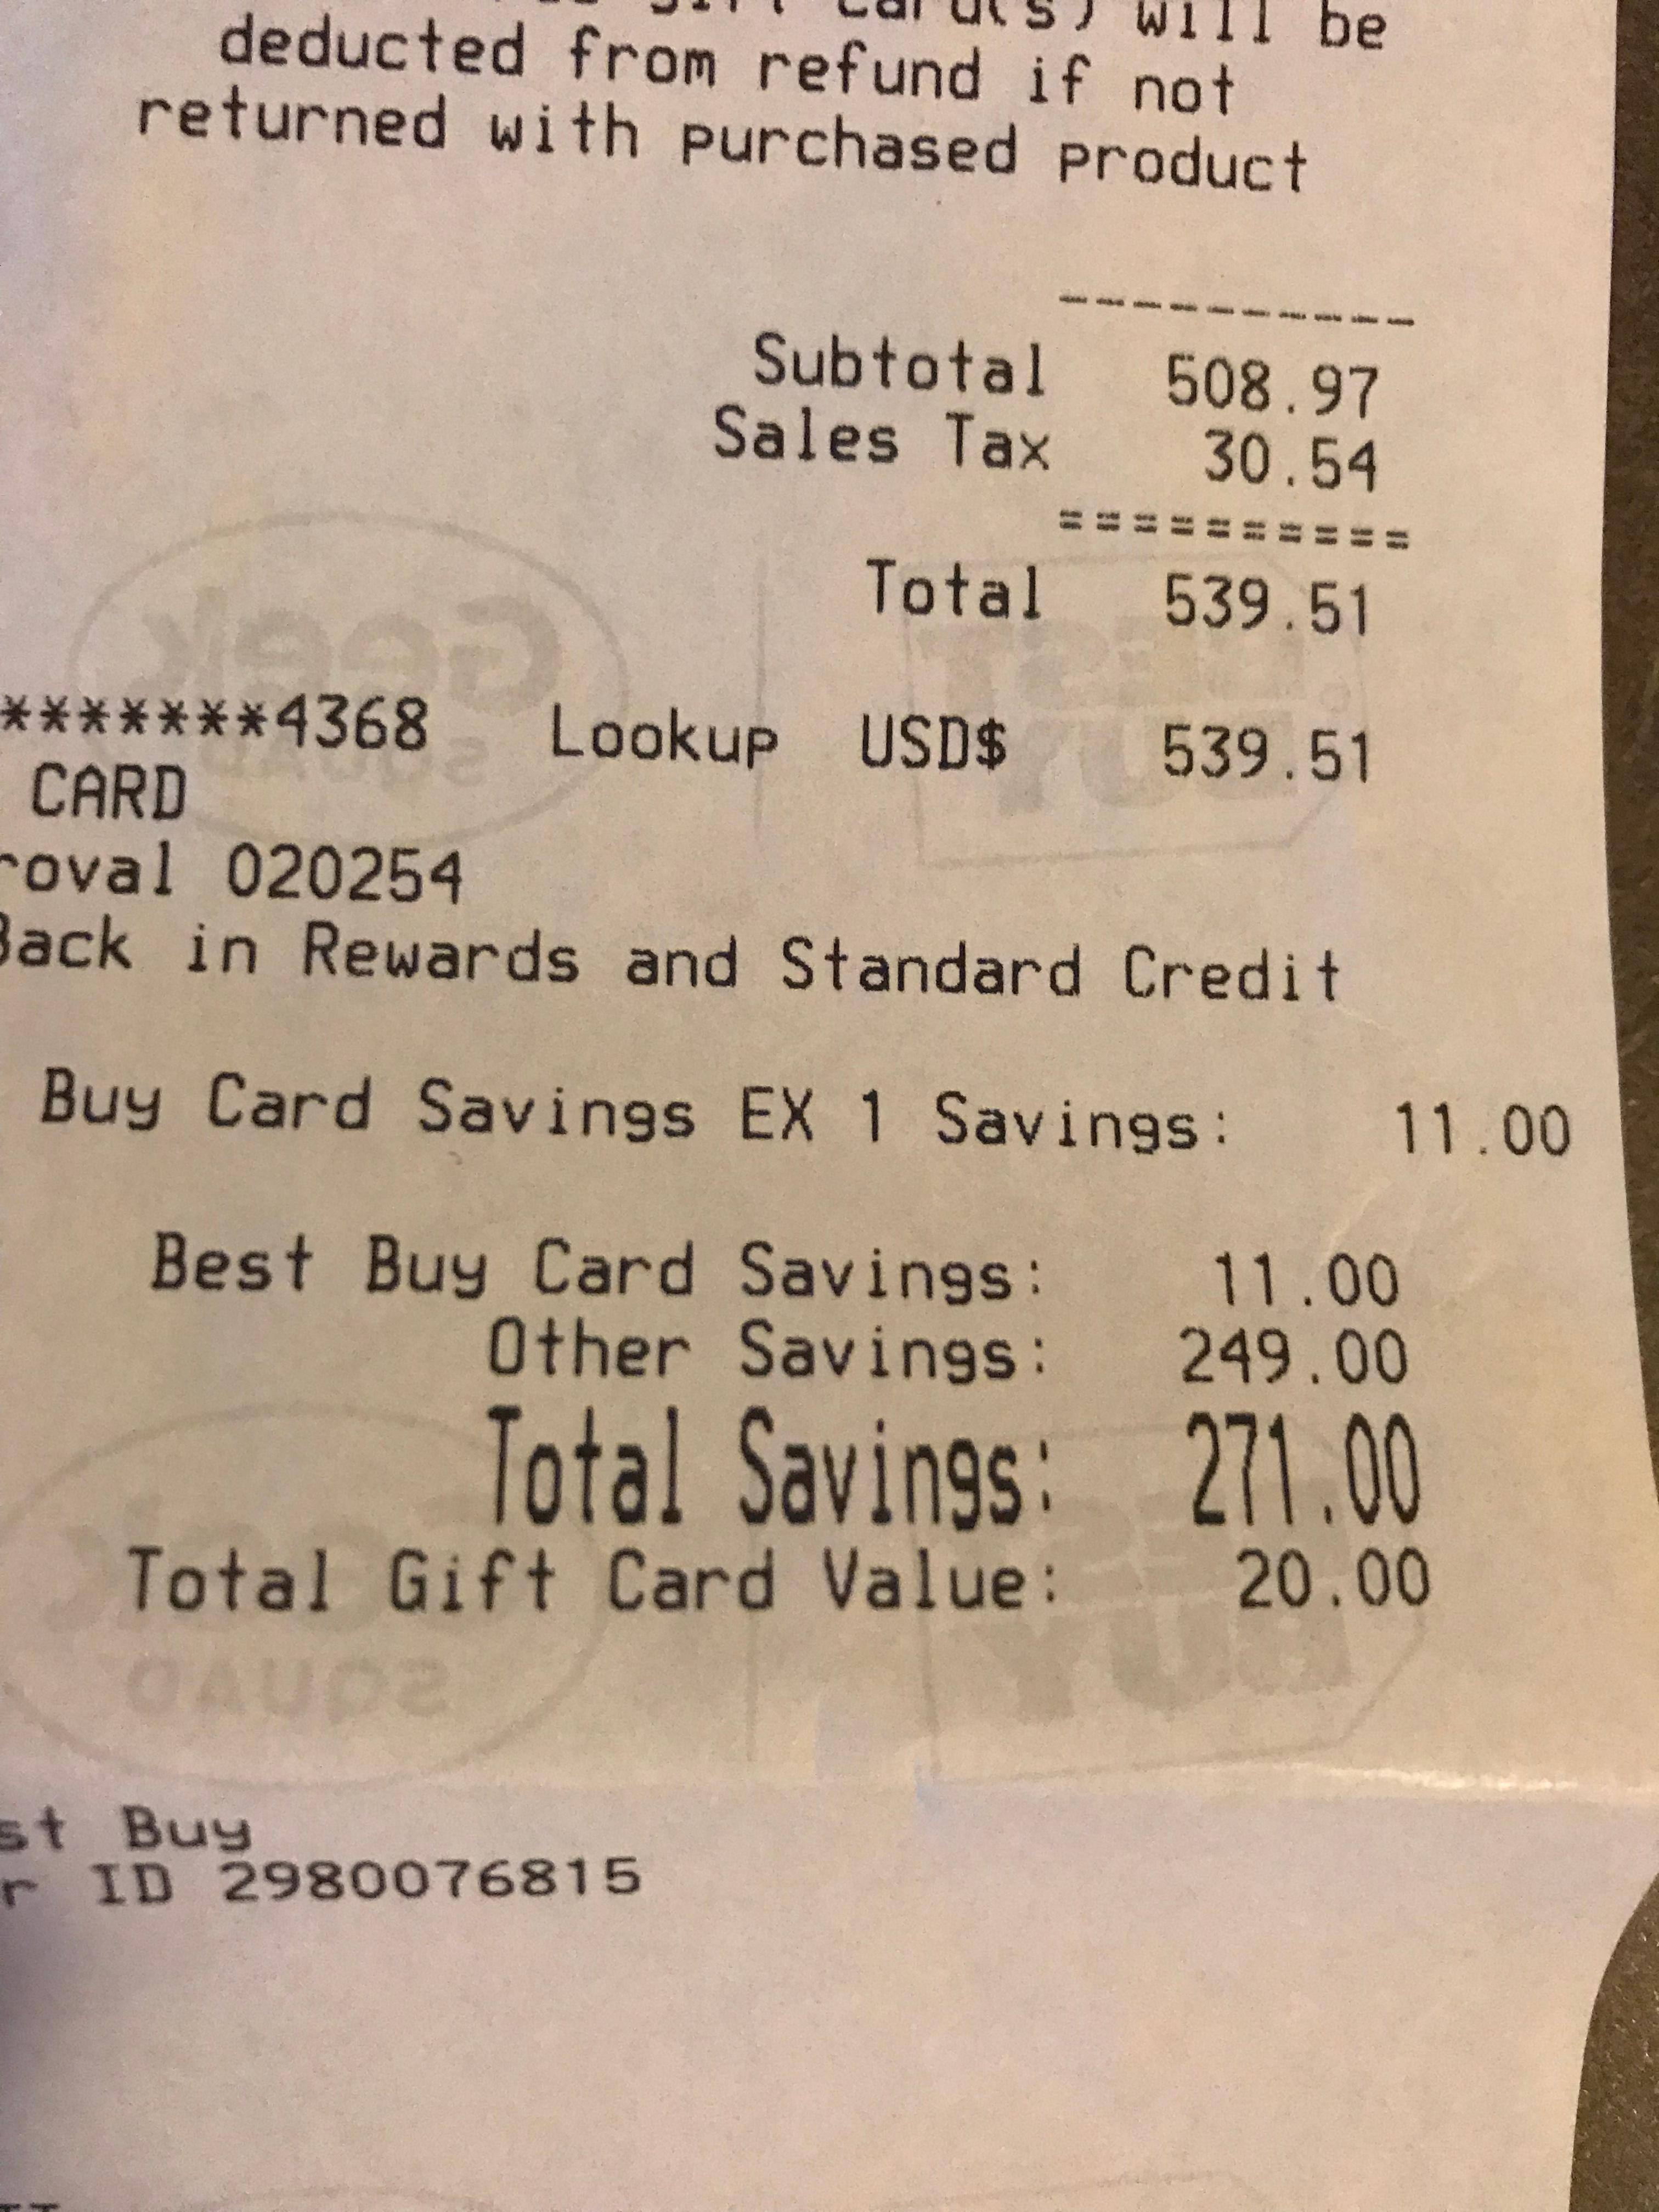 card(s) will be
deducted from refund if not
returned with purchased product
----------
Subtotal 508.97
Sales Tax 30.54
==========
Total 539.51
*******4368 Lookup USD$ 539.51
CARD
roval 020254
Back in Rewards and Standard Credit
Buy Card Savings EX 1 Savings: 11.00
Best Buy Card Savings: 11.00
Other Savings: 249.00
Total Savings: 271.00
Total Gift Card Value: 20.00
st Buy
r ID 2980076815